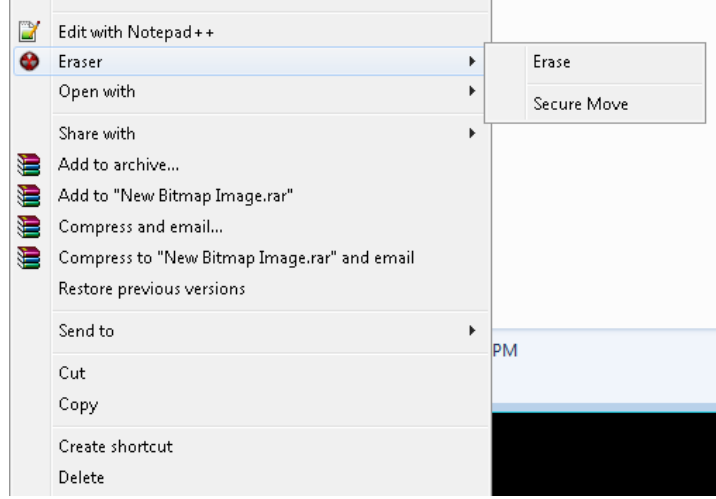 Edit with Notepad++
Eraser
Erase
Open with
Secure Move
Share with
Add to archive...
Add to "New Bitmap Image.rar"
Compress and email...
Compress to "New Bitmap Image.rar" and email
Restore previous versions
Send to
PM
Cut
Copy
Create shortcut
Delete